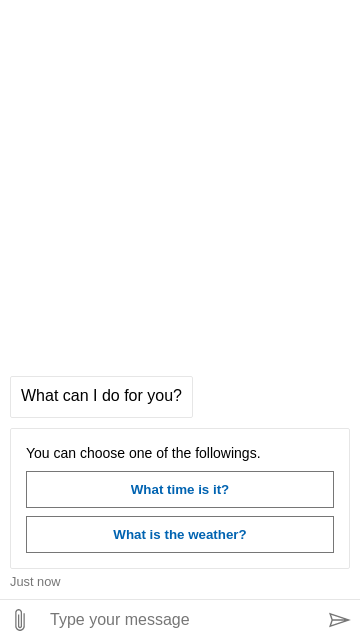 What can I do for you?
You can choose one of the followings.
What time is it?
What is the weather?
Just now
Type your message